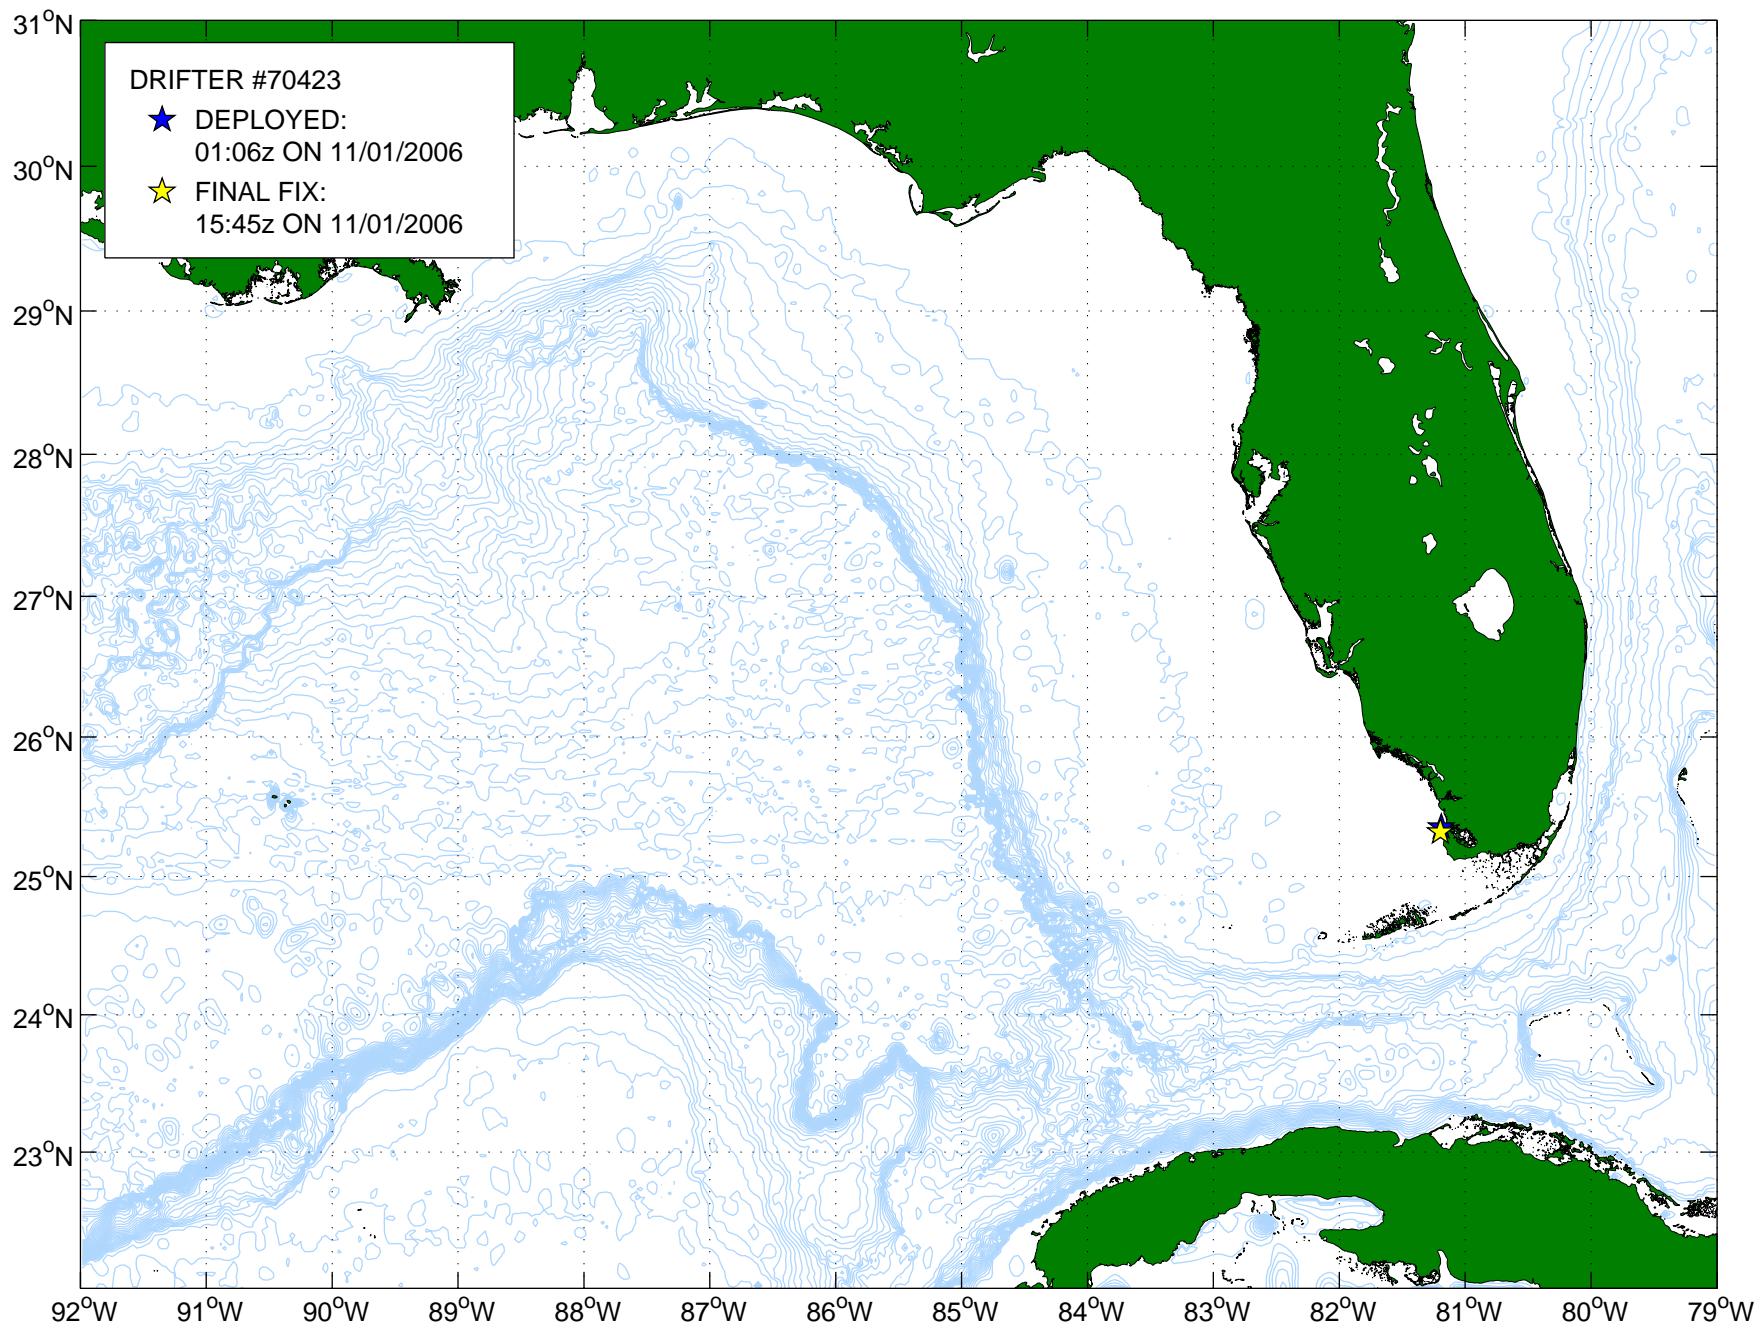 DRIFTER #70423
DEPLOYED:
01:06z ON 11/01/2006
FINAL FIX:
15:45z ON 11/01/2006
31°N
30°N
29°N
28°N
27°N
26°N
25°N
24°N
23°N
92°W 91°W 90°W 89°W 88°W 87°W 86°W 85°W 84°W 83°W 82°W 81°W 80°W 79°W